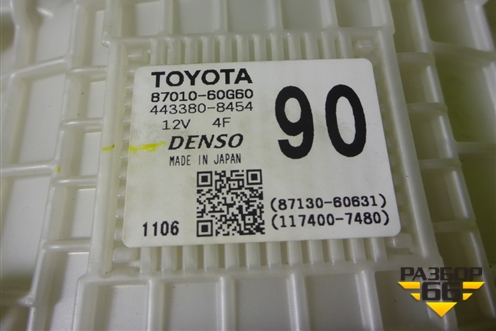 TOYOTA
87010-60G60
443380-8454
12V 4F
90
DENSO
MADE IN JAPAN
1106
(87130-60631)
(117400-7480)
РАЗБОР
66